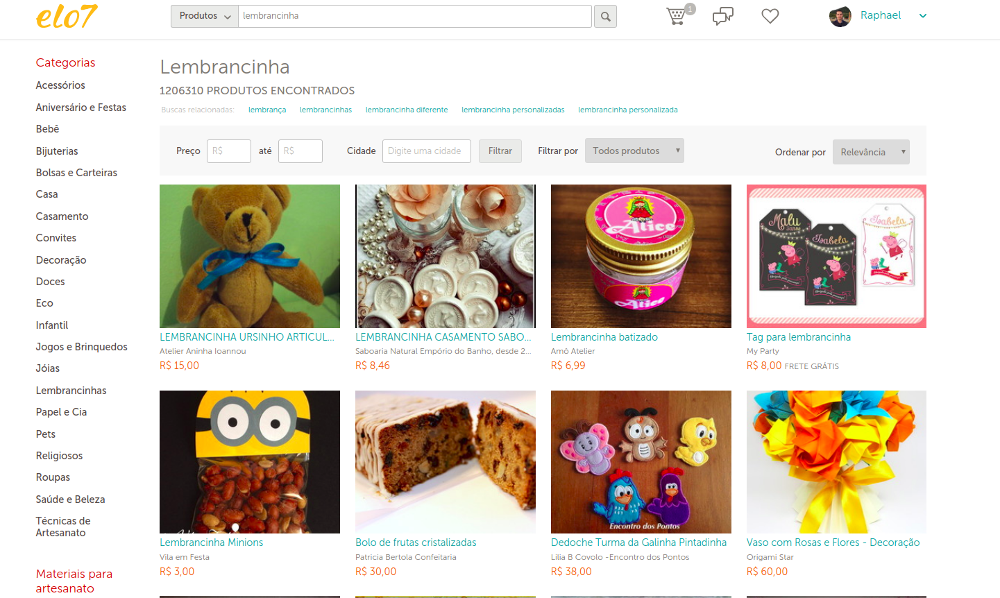 elo7
Produtos
lembrancinha
1
Raphael
Categorias
Acessórios
Aniversário e Festas
Bebê
Bijuterias
Bolsas e Carteiras
Casa
Casamento
Convites
Decoração
Doces
Eco
Infantil
Jogos e Brinquedos
Jóias
Lembrancinhas
Papel e Cia
Pets
Religiosos
Roupas
Saúde e Beleza
Técnicas de
Artesanato
Materiais para
artesanato
Lembrancinha
1206310 PRODUTOS ENCONTRADOS
Buscas relacionadas: lembrança lembrancinhas lembrancinha diferente lembrancinha personalizadas lembrancinha personalizada
Preço R$ até R$ Cidade Digite uma cidade Filtrar Filtrar por Todos produtos Ordenar por Relevância
Alice
Alice
Malu
Isabela
Isabela
LEMBRANCINHA URSINHO ARTICUL...
Atelier Aninha Ioannou
R$ 15,00
LEMBRANCINHA CASAMENTO SABO...
Saboaria Natural Empório do Banho, desde 2...
R$ 8,46
Lembrancinha batizado
Amô Atelier
R$ 6,99
Tag para lembrancinha
My Party
R$ 8,00 FRETE GRÁTIS
Encontro dos Pontos
Lembrancinha Minions
Vila em Festa
R$ 3,00
Bolo de frutas cristalizadas
Patricia Bertola Confeitaria
R$ 30,00
Dedoche Turma da Galinha Pintadinha
Lilia B Covolo -Encontro dos Pontos
R$ 38,00
Vaso com Rosas e Flores - Decoração
Origami Star
R$ 60,00